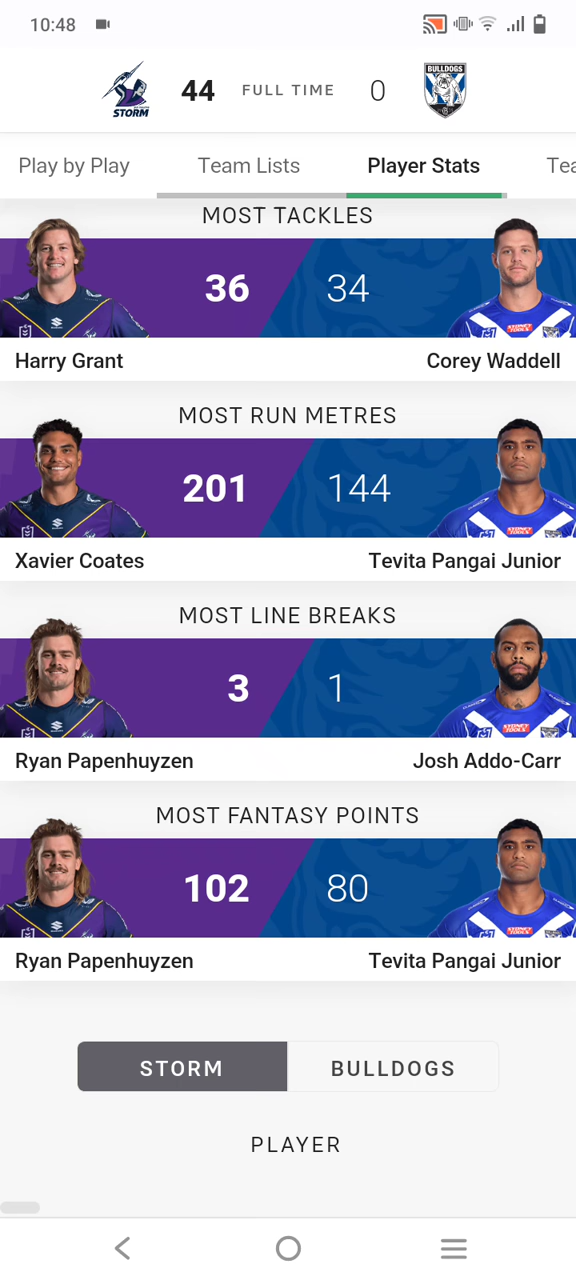 10:48
STORM
44 FULL TIME 0
BULLDOGS
Play by Play Team Lists Player Stats Tea
MOST TACKLES
36 34
Harry Grant Corey Waddell
MOST RUN METRES
201 144
Xavier Coates Tevita Pangai Junior
MOST LINE BREAKS
3 1
Ryan Papenhuyzen Josh Addo-Carr
MOST FANTASY POINTS
102 80
Ryan Papenhuyzen Tevita Pangai Junior
STORM BULLDOGS
PLAYER